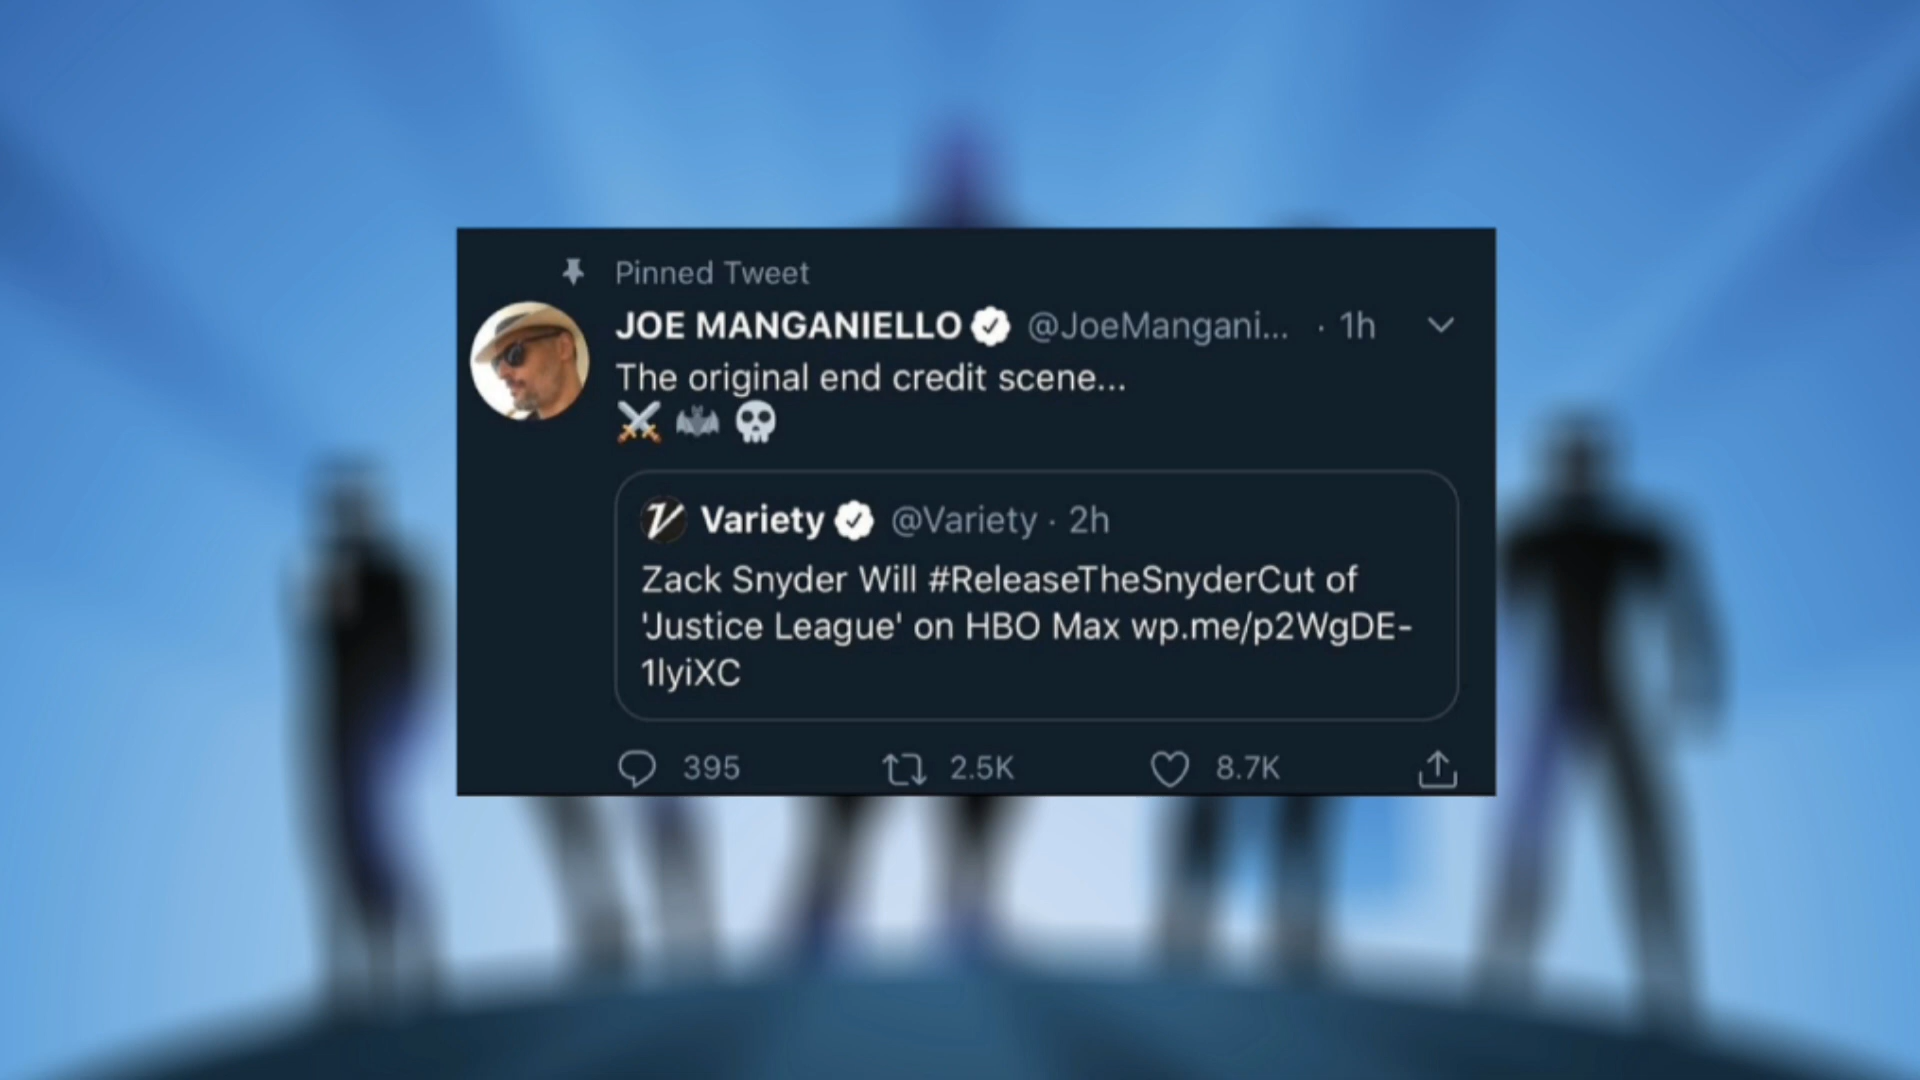 Pinned Tweet
JOE MANGANIELLO @JoeMangani... · 1h
The original end credit scene...
⚔️ 🦇 💀
Variety @Variety · 2h
Zack Snyder Will #ReleaseTheSnyderCut of
'Justice League' on HBO Max wp.me/p2WgDE-
1lyiXC
395 2.5K 8.7K